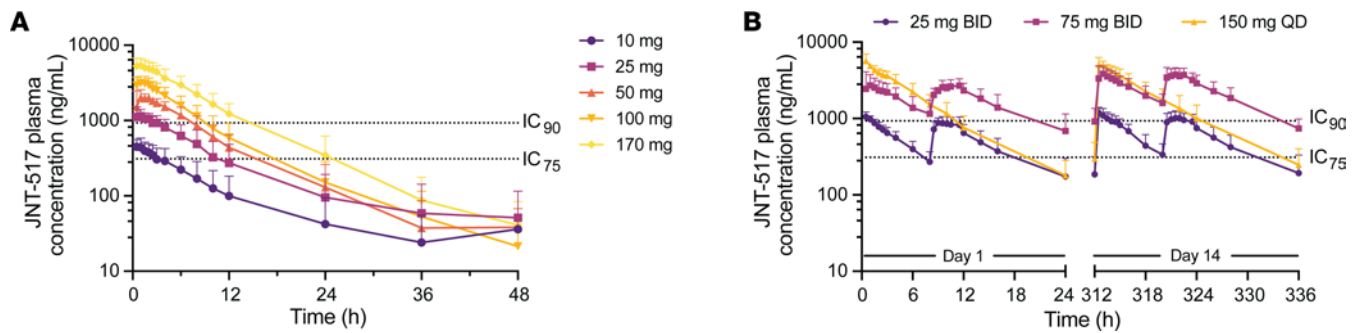 A
JNT-517 plasma
concentration (ng/mL)
10000
1000
100
10
0
12
24
36
48
Time (h)
IC90
IC75
10 mg
25 mg
50 mg
100 mg
170 mg
B
25 mg BID
75 mg BID
150 mg QD
JNT-517 plasma
concentration (ng/mL)
10000
1000
100
10
IC90
IC75
Day 1
Day 14
0 6 12 18 24 312 318 324 330 336
Time (h)